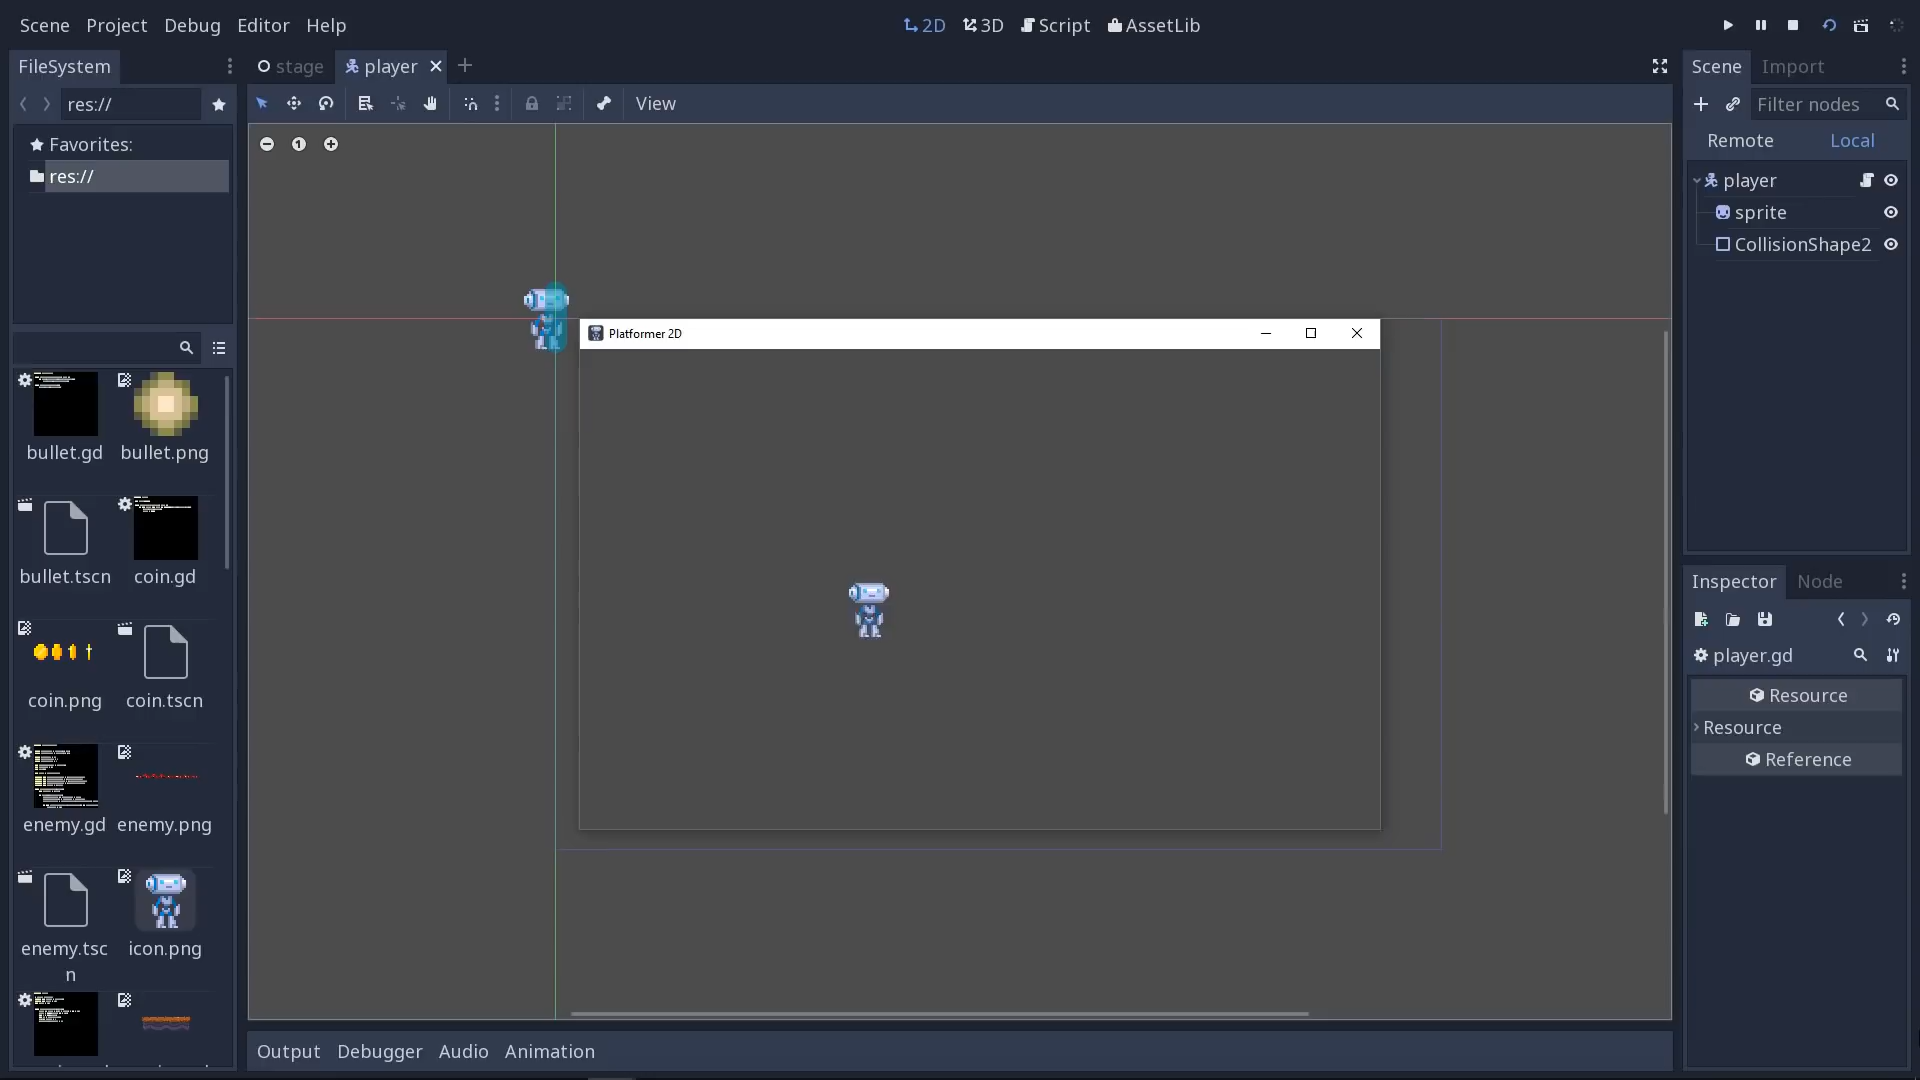 Scene Project Debug Editor Help
2D 3D Script AssetLib
FileSystem
stage player
Scene Import
res://
View
Filter nodes
Favorites:
res://
Remote Local
player
sprite
CollisionShape2
Platformer 2D
bullet.gd bullet.png
bullet.tscn coin.gd
coin.png coin.tscn
enemy.gd enemy.png
enemy.tsc
n
icon.png
Inspector Node
player.gd
Resource
Resource
Reference
Output Debugger Audio Animation